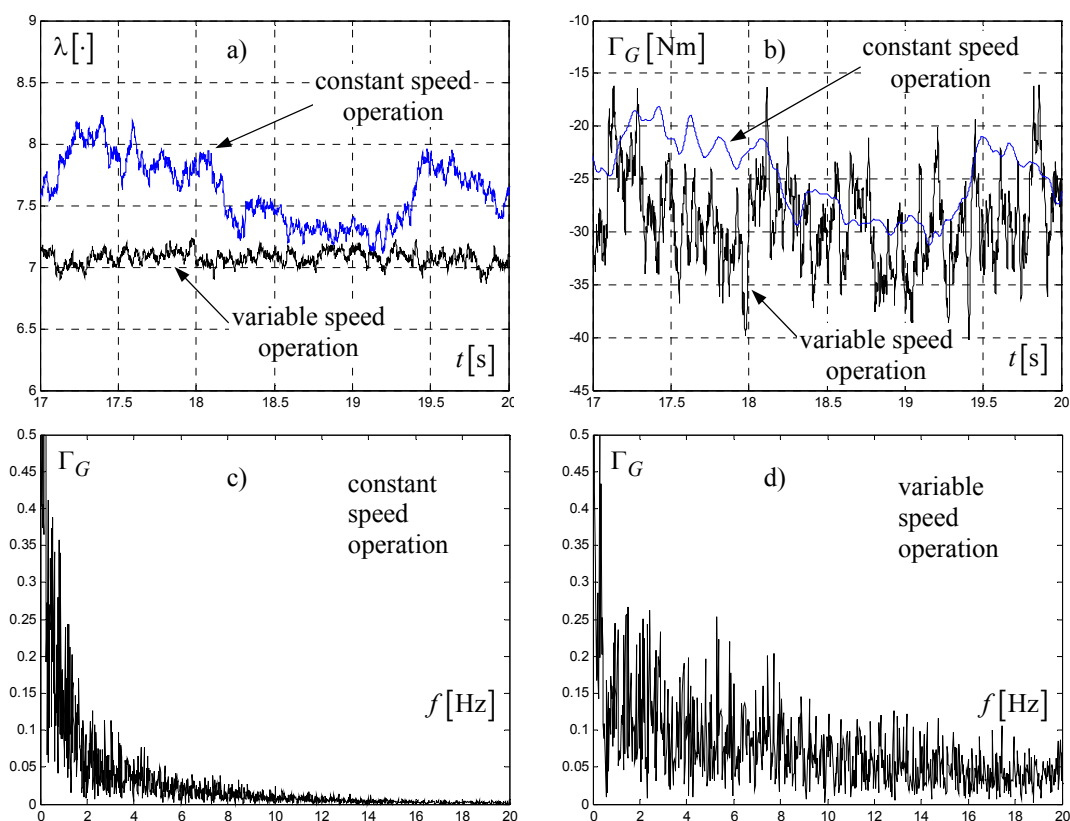 λ[·]
a)
constant speed
operation
variable speed
operation
t[s]
9
8.5
8
7.5
7
6.5
6
17
17.5
18
18.5
19
19.5
20
Γ_G[Nm]
b)
constant speed
operation
variable speed
operation
t[s]
-10
-15
-20
-25
-30
-35
-40
-45
17
17.5
18
18.5
19
19.5
20
Γ_G
c)
constant
speed
operation
f[Hz]
0.5
0.45
0.4
0.35
0.3
0.25
0.2
0.15
0.1
0.05
0
0
2
4
6
8
10
12
14
16
18
20
Γ_G
d)
variable
speed
operation
f[Hz]
0.5
0.45
0.4
0.35
0.3
0.25
0.2
0.15
0.1
0.05
0
0
2
4
6
8
10
12
14
16
18
20